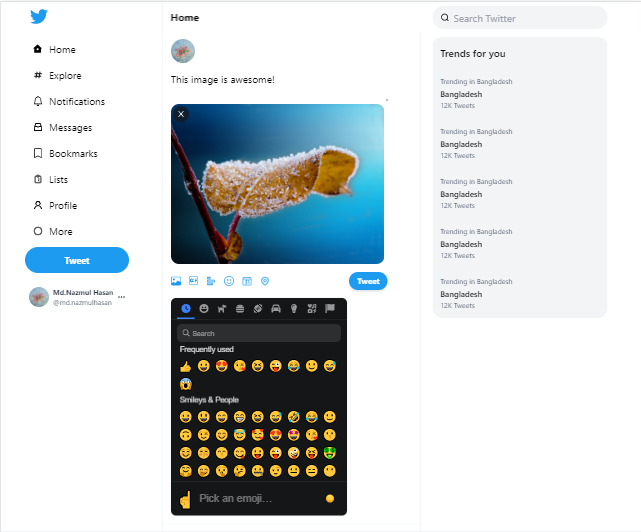 Home
Explore
Notifications
Messages
Bookmarks
Lists
Profile
More
Tweet
Md.Nazmul Hasan
@md.nazmulhasan
...
Home
This image is awesome!
X
GIF
Tweet
Search
Frequently used
Smileys & People
Pick an emoji...
Search Twitter
Trends for you
Trending in Bangladesh
Bangladesh
12K Tweets
Trending in Bangladesh
Bangladesh
12K Tweets
Trending in Bangladesh
Bangladesh
12K Tweets
Trending in Bangladesh
Bangladesh
12K Tweets
Trending in Bangladesh
Bangladesh
12K Tweets